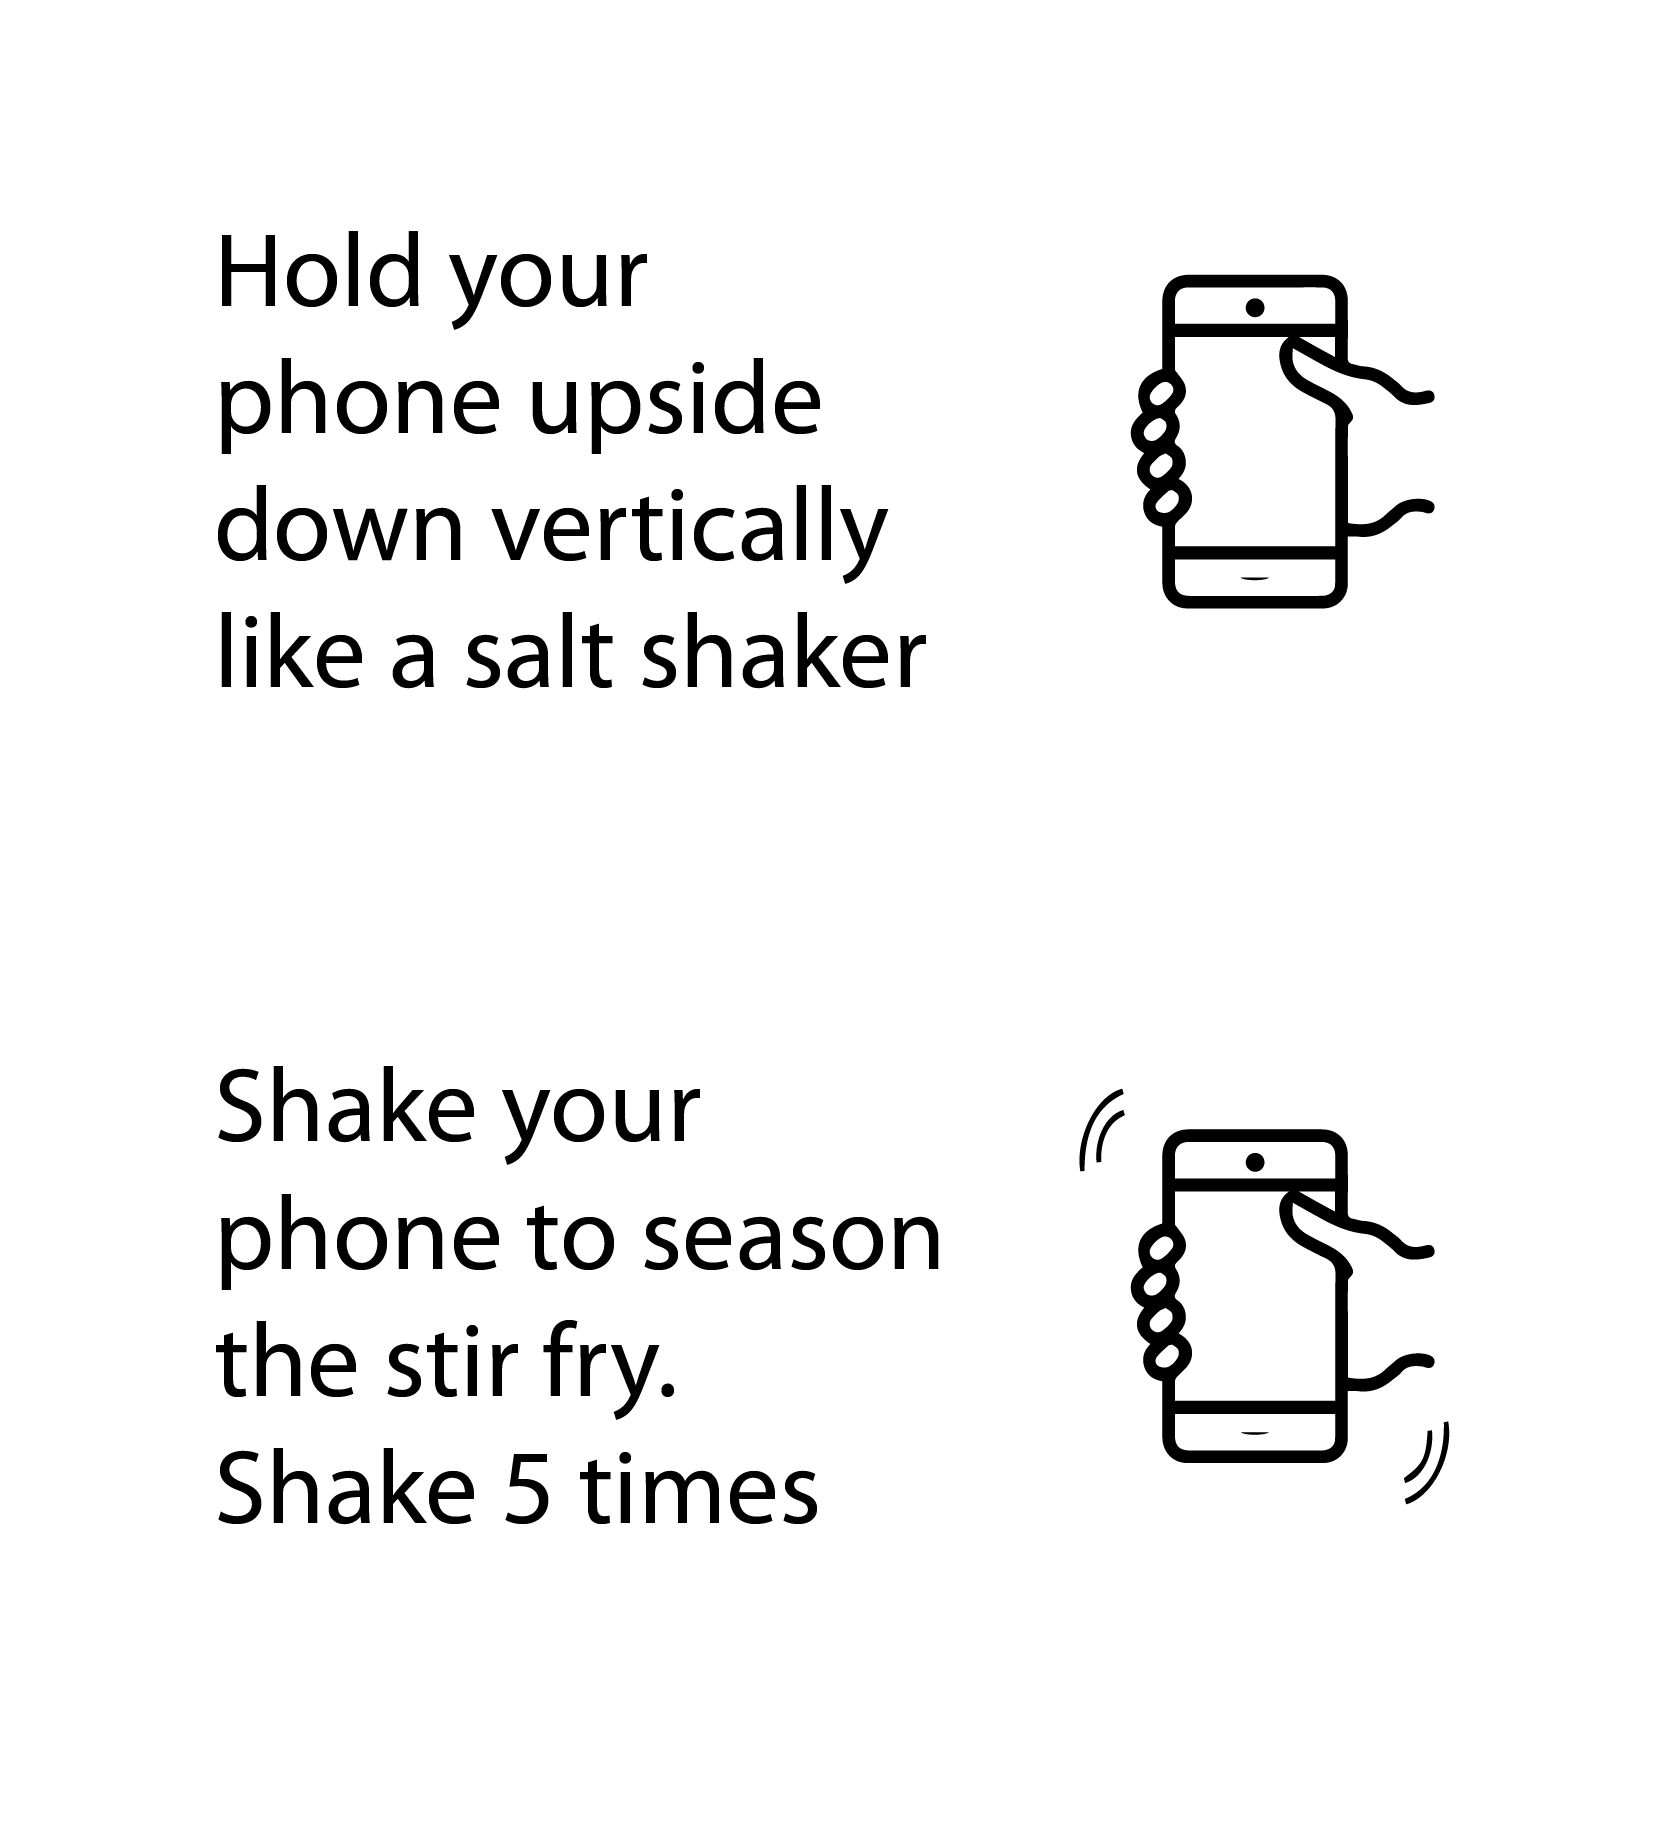 Hold your
phone upside
down vertically
like a salt shaker
Shake your
phone to season
the stir fry.
Shake 5 times